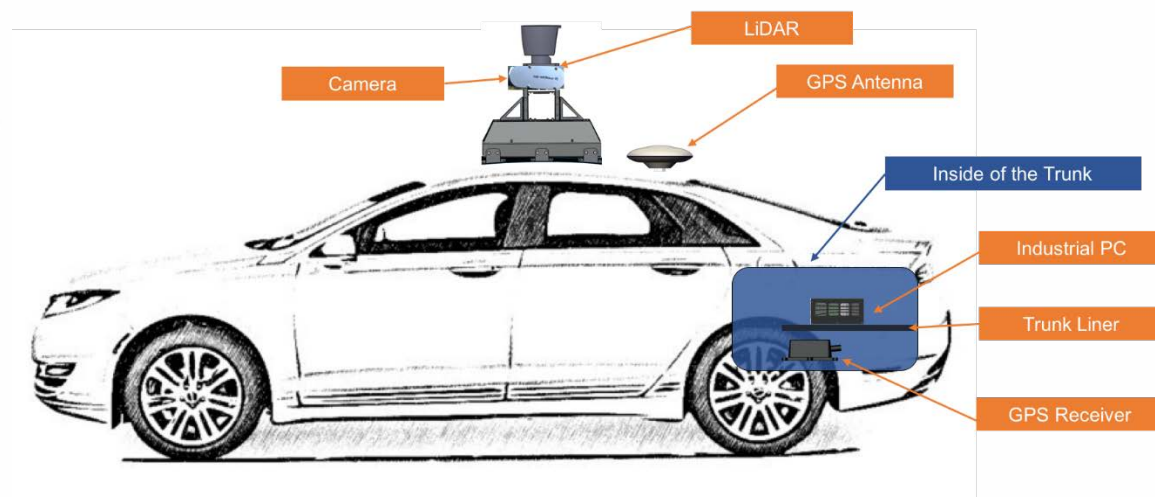 LiDAR
Camera
GPS Antenna
Inside of the Trunk
Industrial PC
Trunk Liner
GPS Receiver